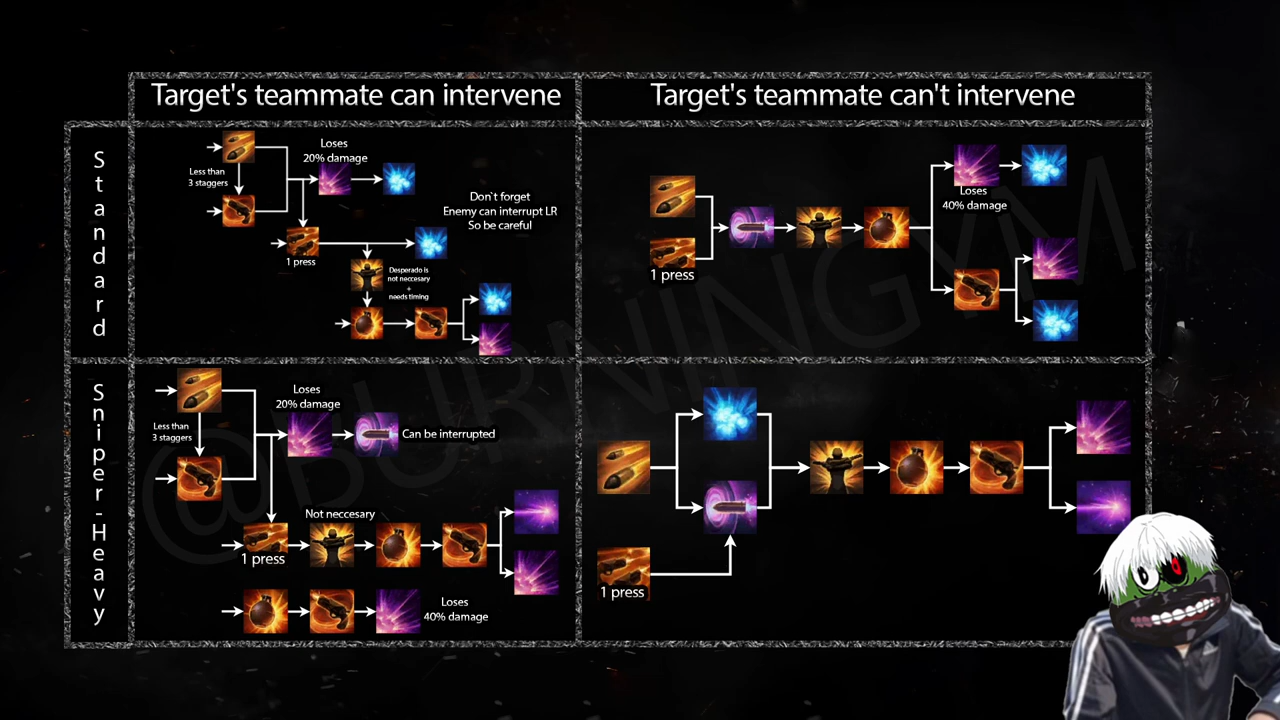 Target's teammate can intervene
Target's teammate can't intervene
Standard
Loses
20% damage
Less than
3 staggers
Don`t forget
Enemy can interrupt LR
So be careful
1 press
Desperado is
not neccesary
+
needs timing
1 press
Loses
40% damage
Sniper-Heavy
Loses
20% damage
Less than
3 staggers
Can be interrupted
Not neccesary
1 press
Loses
40% damage
1 press
@BURNINGYM